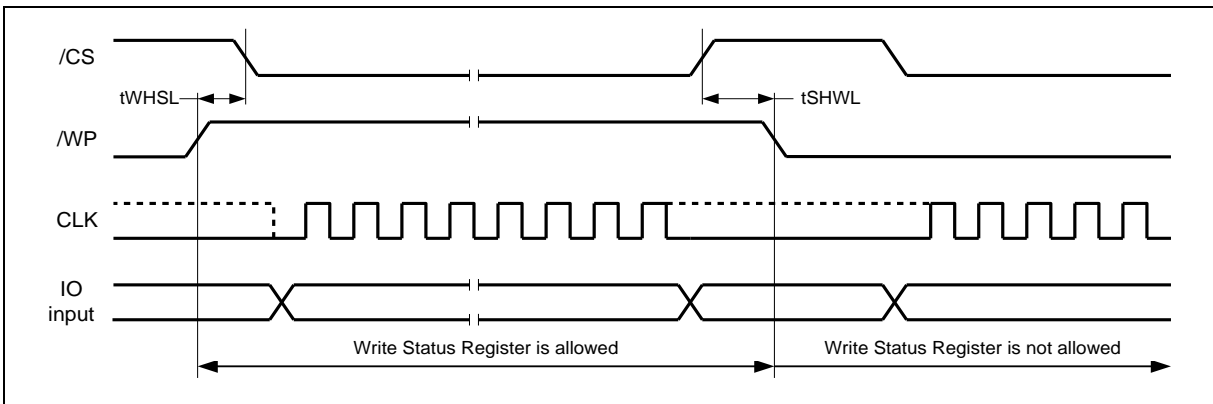 /CS
tWHSL
tSHWL
/WP
CLK
IO
input
Write Status Register is allowed
Write Status Register is not allowed